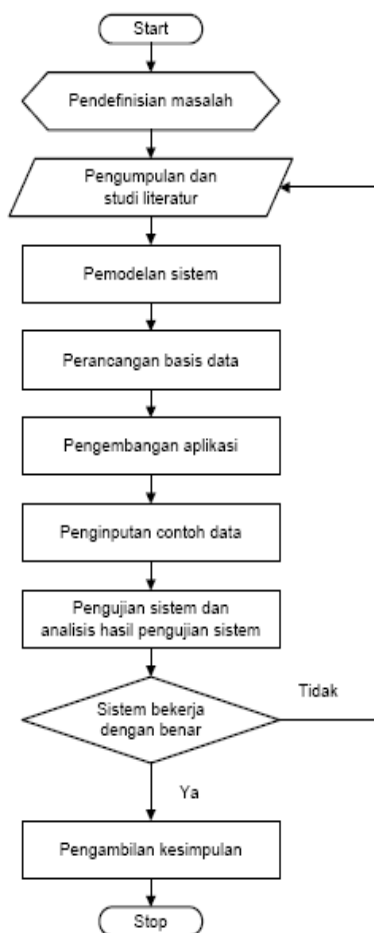 Start
Pendefinisian masalah
Pengumpulan dan
studi literatur
Pemodelan sistem
Perancangan basis data
Pengembangan aplikasi
Penginputan contoh data
Pengujian sistem dan
analisis hasil pengujian sistem
Tidak
Sistem bekerja
dengan benar
Ya
Pengambilan kesimpulan
Stop